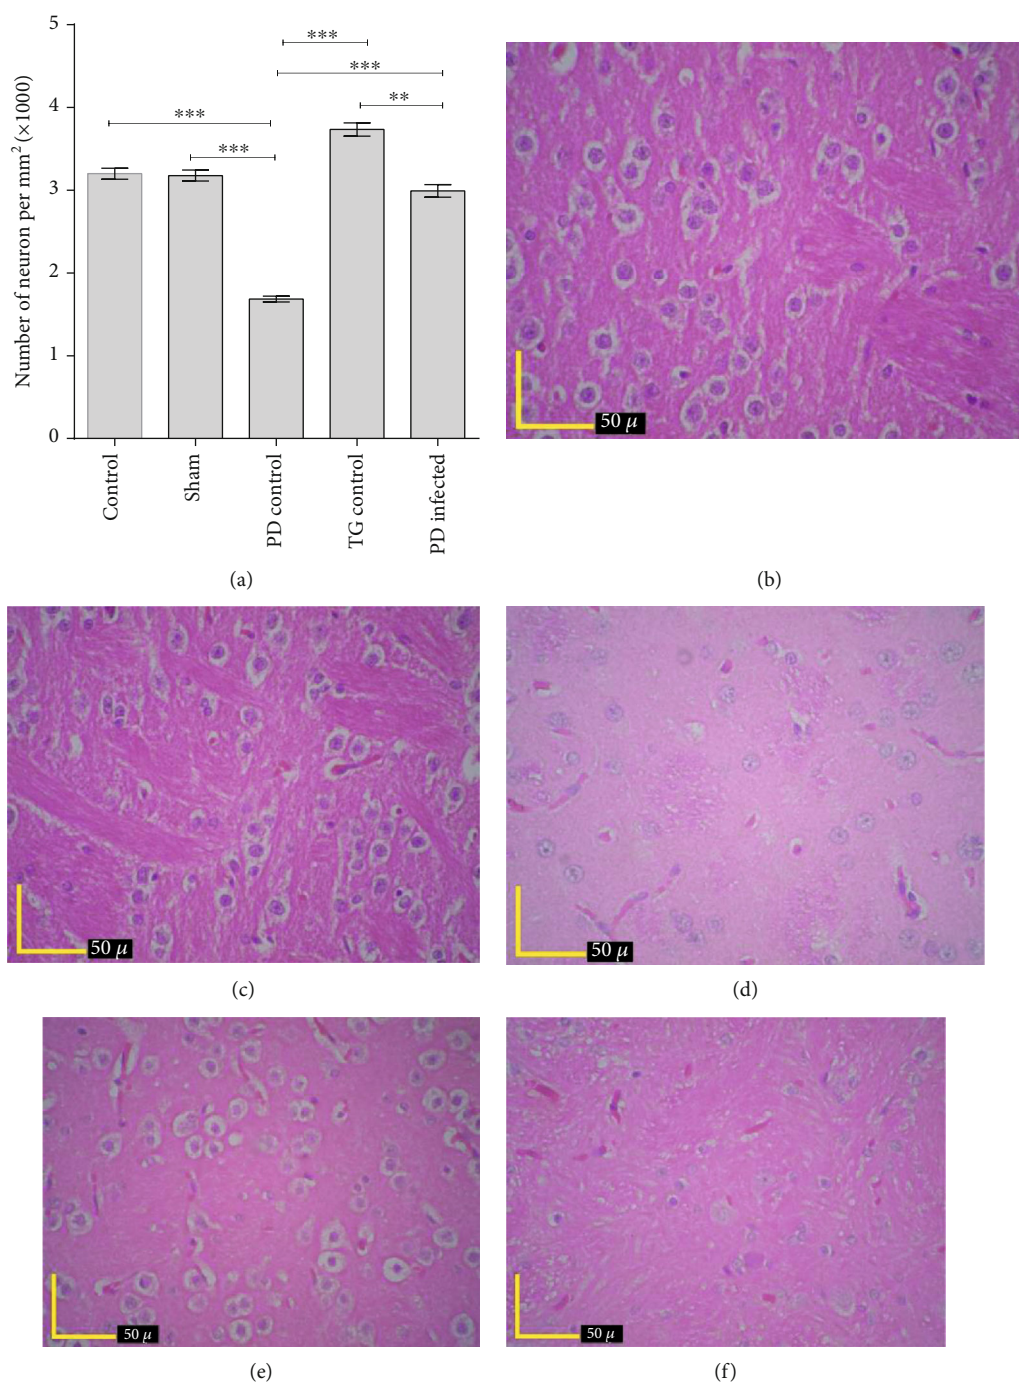 Number of neuron per mm² (×1000)
5
4
3
2
1
0
***
***
***
**
***
Control
Sham
PD control
TG control
PD infected
(a)
50 μ
(b)
50 μ
(c)
50 μ
(d)
50 μ
(e)
50 μ
(f)